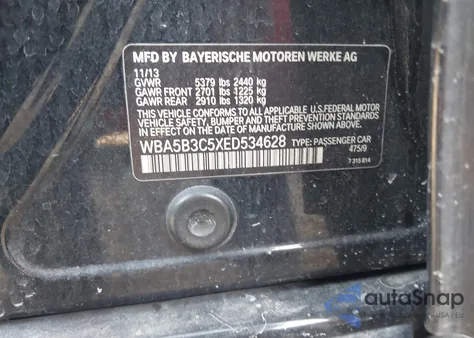 MFD BY BAYERISCHE MOTOREN WERKE AG
11/13
GVWR 5379 lbs 2440 kg
GAWR FRONT 2701 lbs 1225 kg
GAWR REAR 2910 lbs 1320 kg
THIS VEHICLE CONFORMS TO ALL APPLICABLE U.S.FEDERAL MOTOR
VEHICLE SAFETY, BUMPER AND THEFT PREVENTION STANDARDS IN
EFFECT ON THE DATE OF MANUFACTURE SHOWN ABOVE.
WBA5B3C5XED534628 TYPE: PASSENGER CAR
475/9
7 315 814
autoSnap
USA | EU